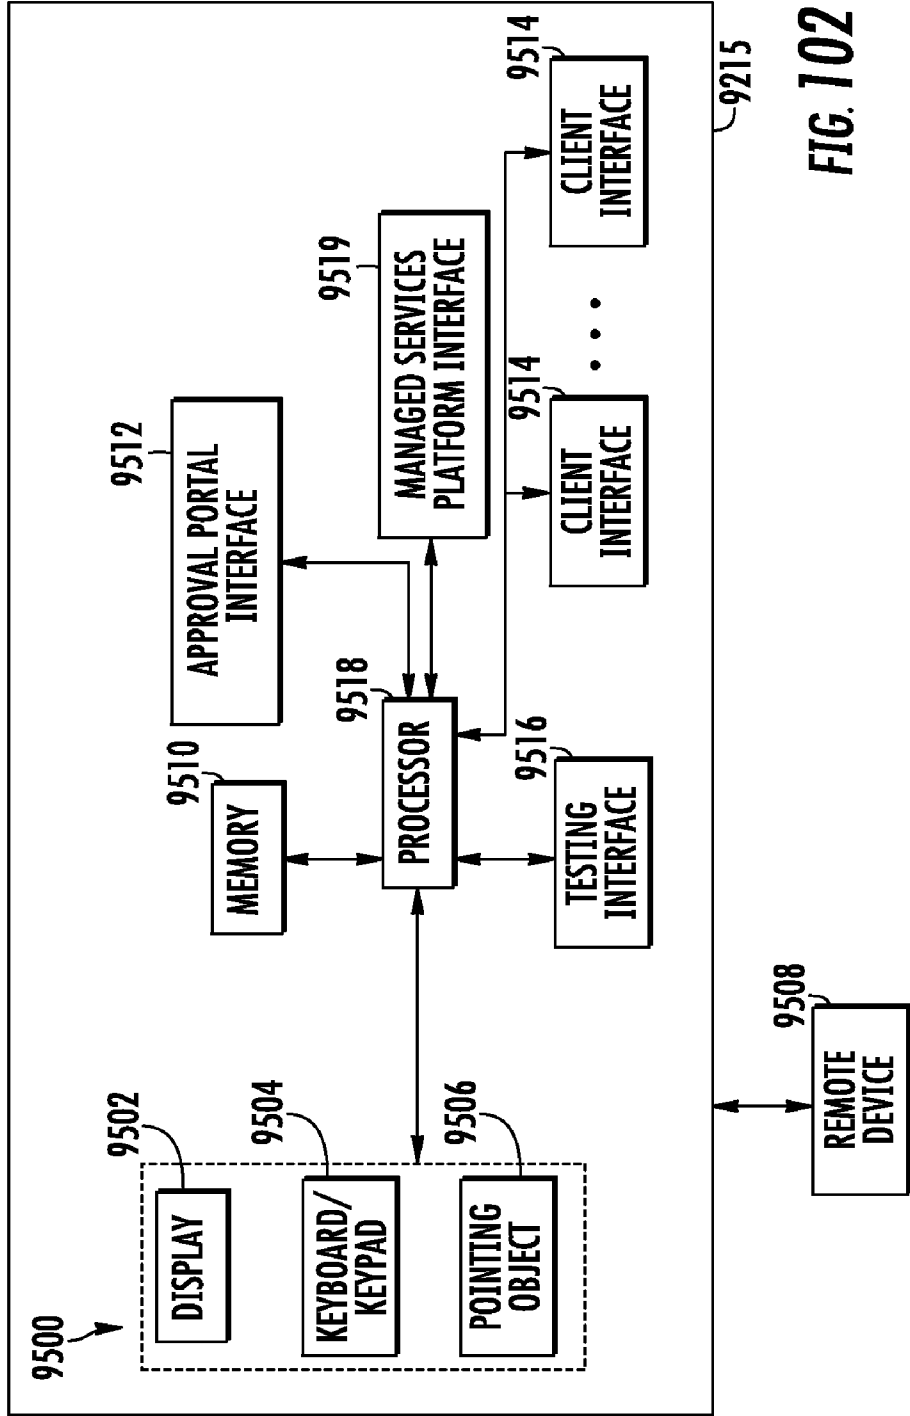 9500
9502
DISPLAY
9504
KEYBOARD/
KEYPAD
9506
POINTING
OBJECT
9510
MEMORY
9512
APPROVAL PORTAL
INTERFACE
9518
PROCESSOR
9519
MANAGED SERVICES
PLATFORM INTERFACE
9516
TESTING
INTERFACE
9514
CLIENT
INTERFACE
9514
CLIENT
INTERFACE
9215
9508
REMOTE
DEVICE
FIG. 102